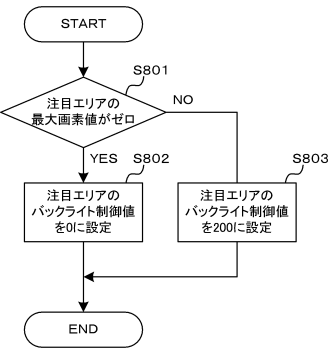 START
S801
注目エリアの
最大画素値がゼロ
NO
YES
S802
注目エリアの
バックライト制御値
を0に設定
S803
注目エリアの
バックライト制御値
を200に設定
END